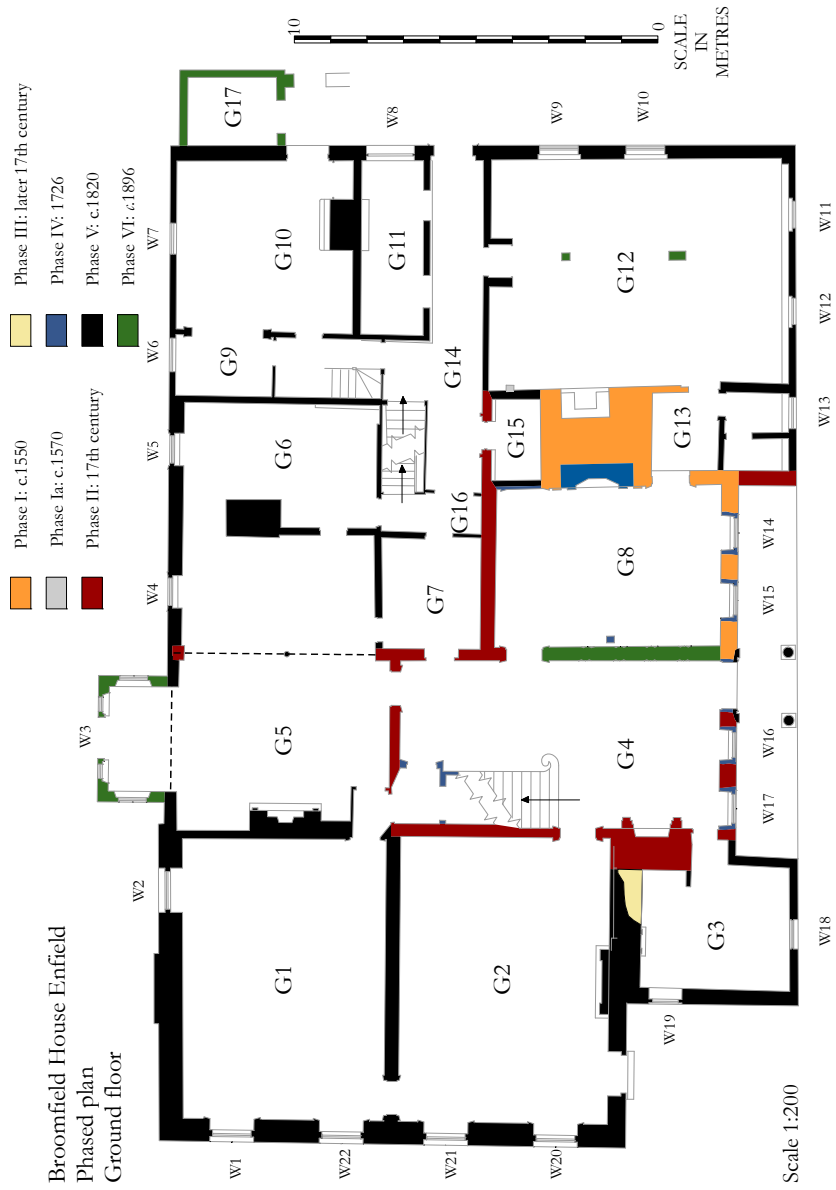 Broomfield House Enfield
Phased plan
Ground floor
Phase I: c.1550
Phase Ia: c.1570
Phase II: 17th century
Phase III: later 17th century
Phase IV: 1726
Phase V: c.1820
Phase VI: c.1896
W2
W3
W4
W5
W6
W7
G17
G1
G5
G6
G9
G10
G11
W8
W1
W22
W21
W20
G2
G4
G7
G16
G14
G15
G8
G13
G12
W9
W10
G3
W19
W18
W17
W16
W15
W14
W13
W12
W11
10
0
SCALE
IN
METRES
Scale 1:200